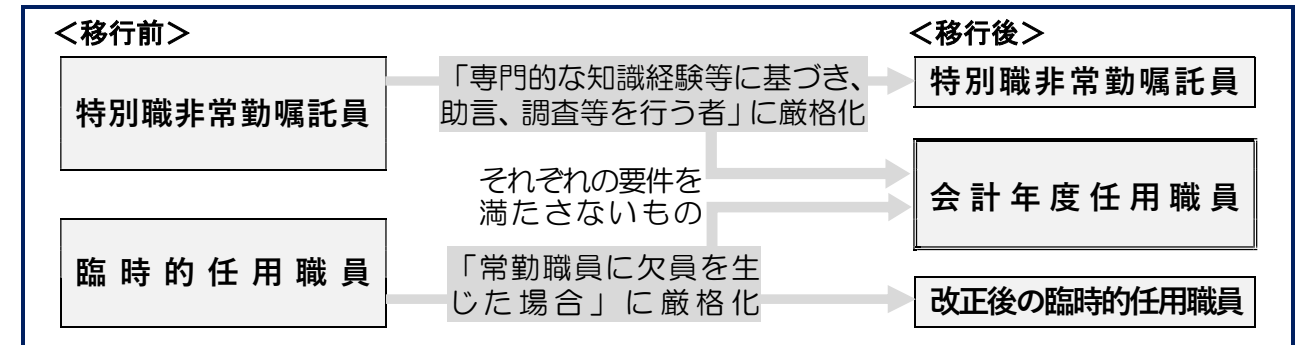 ＜移行前＞
特別職非常勤嘱託員
臨時的任用職員
「専門的な知識経験等に基づき、
助言、調査等を行う者」に厳格化
それぞれの要件を
満たさないもの
「常勤職員に欠員を生
じた場合」に厳格化
＜移行後＞
特別職非常勤嘱託員
会計年度任用職員
改正後の臨時的任用職員